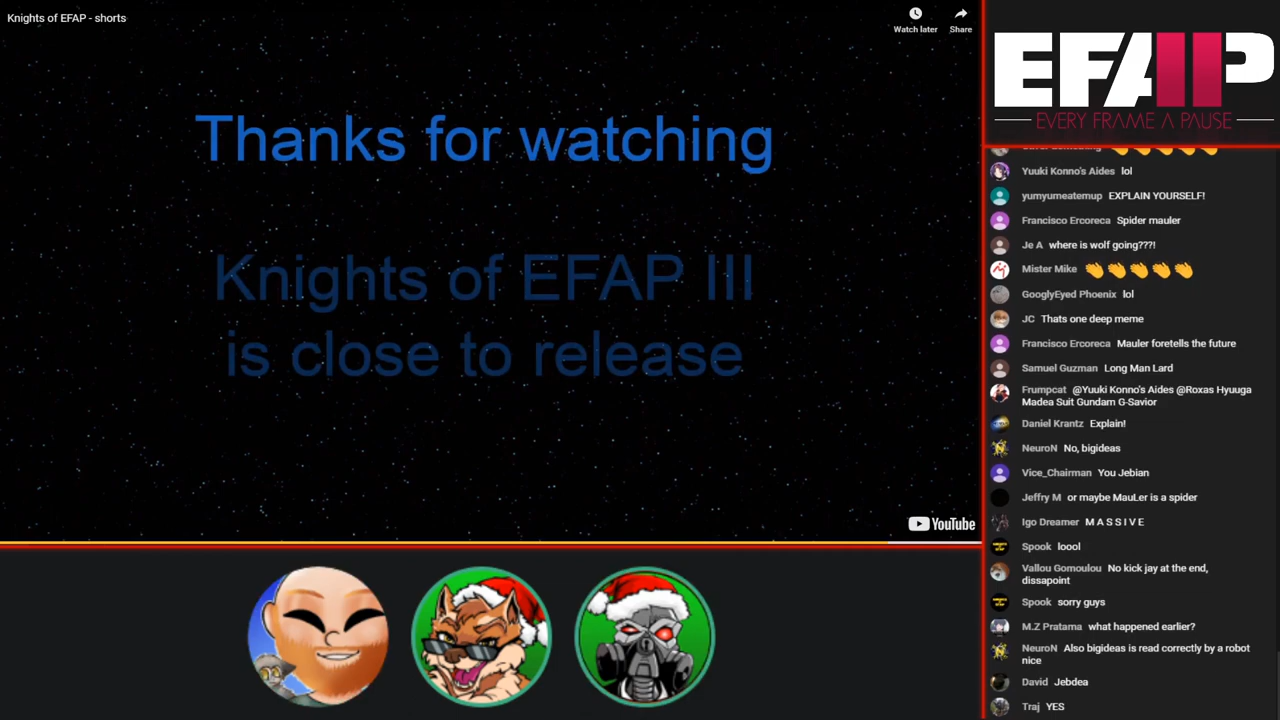 Knights of EFAP - shorts
Watch later
Share
Thanks for watching
Knights of EFAP III
is close to release
YouTube
EFAP
EVERY FRAME A PAUSE
Yuuki Konno's Aides lol
yumyumeatemup EXPLAIN YOURSELF!
Francisco Ercoreca Spider mauler
Je A where is wolf going???!
Mister Mike 👏👏👏👏👏
GooglyEyed Phoenix lol
JC Thats one deep meme
Francisco Ercoreca Mauler foretells the future
Samuel Guzman Long Man Lard
Frumpcat @Yuuki Konno's Aides @Roxas Hyuuga
Madea Suit Gundam G-Savior
Daniel Krantz Explain!
NeuroN No, bigideas
Vice_Chairman You Jebian
Jeffry M or maybe MauLer is a spider
Igo Dreamer M A S S I V E
Spook loool
Vallou Gomoulou No kick jay at the end,
dissapoint
Spook sorry guys
M.Z Pratama what happened earlier?
NeuroN Also bigideas is read correctly by a robot
nice
David Jebdea
Traj YES